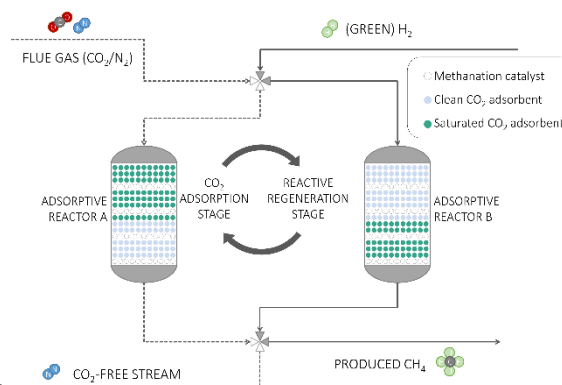 (GREEN) H2
FLUE GAS (CO2/N2)
Methanation catalyst
Clean CO2 adsorbent
Saturated CO2 adsorbent
ADSORPTIVE
REACTOR A
CO2
ADSORPTION
STAGE
REACTIVE
REGENERATION
STAGE
ADSORPTIVE
REACTOR B
CO2-FREE STREAM
PRODUCED CH4